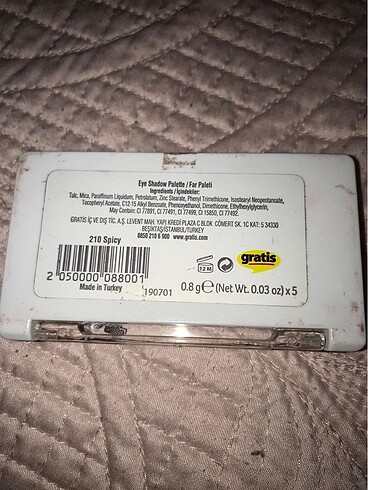 Eye Shadow Palette / Far Paleti
Ingredients / İçindekiler:
Talc, Mica, Paraffinum Liquidum, Petrolatum, Zinc Stearate, Phenyl Trimethicone, Isostearyl Neopentanoate,
Tocopheryl Acetate, C12-15 Alkyl Benzoate, Phenoxyethanol, Dimethicone, Ethylhexylglycerin,
May Contain: CI 77891, CI 77491, CI 77499, CI 15850, CI 77492.
GRATİS İÇ VE DIŞ TİC. A.Ş. LEVENT MAH. YAPI KREDİ PLAZA C BLOK CÖMERT SK. 1C KAT: 5 34330
BEŞİKTAŞ/İSTANBUL/TURKEY
0850 210 6 900 www.gratis.com
210 Spicy
2 050000 088001
Made in Turkey
190701
12 M
gratis
0.8 g e (Net Wt. 0.03 oz) x 5